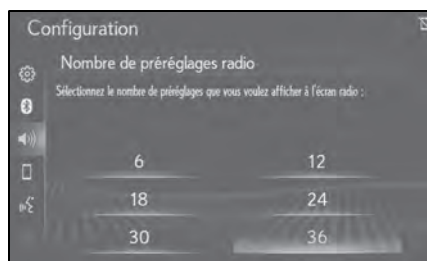 Configuration
Nombre de préréglages radio
Sélectionnez le nombre de préréglages que vous voulez afficher à l'écran radio :
6 12
18 24
30 36